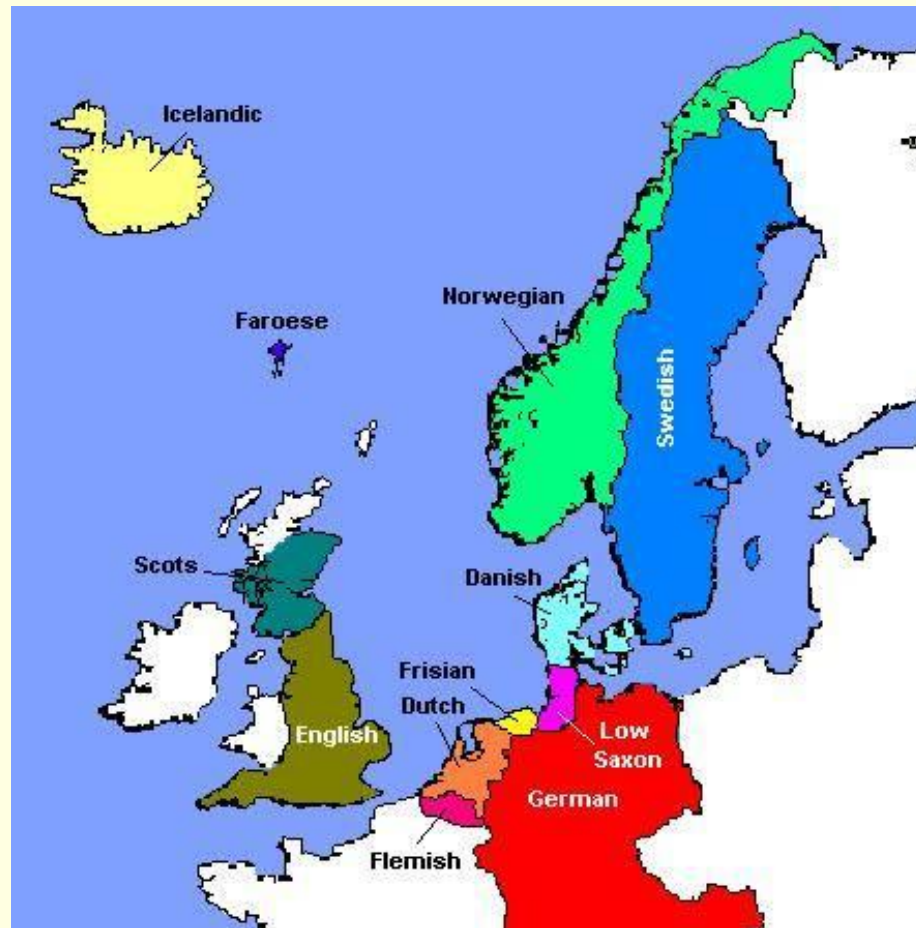 Icelandic
Norwegian
Faroese
Swedish
Scots
Danish
Frisian
Dutch
English
Low
Saxon
German
Flemish